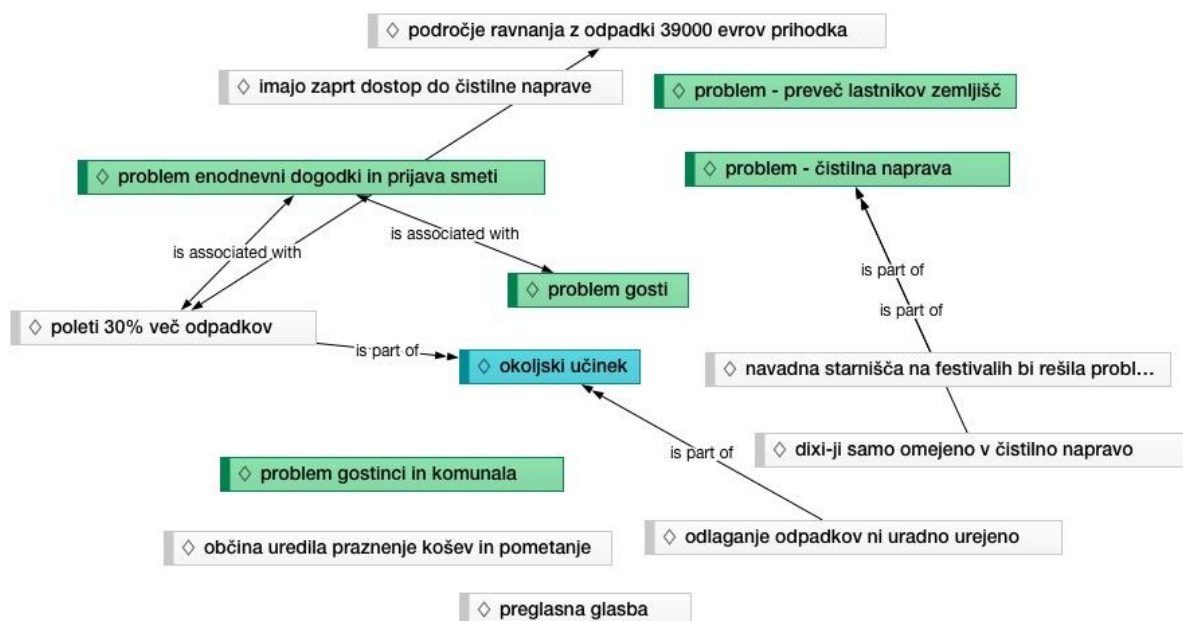 ◇ področje ravnanja z odpadki 39000 evrov prihodka
◇ imajo zaprt dostop do čistilne naprave
◇ problem - preveč lastnikov zemljišč
◇ problem enodnevni dogodki in prijava smeti
◇ problem - čistilna naprava
is associated with
is associated with
is part of
◇ problem gosti
is part of
◇ poleti 30% več odpadkov
is part of
◇ okoljski učinek
◇ navadna starnišča na festivalih bi rešila probl...
is part of
◇ dixi-ji samo omejeno v čistilno napravo
◇ problem gostinci in komunala
◇ odlaganje odpadkov ni uradno urejeno
◇ občina uredila praznenje košev in pometanje
◇ preglasna glasba